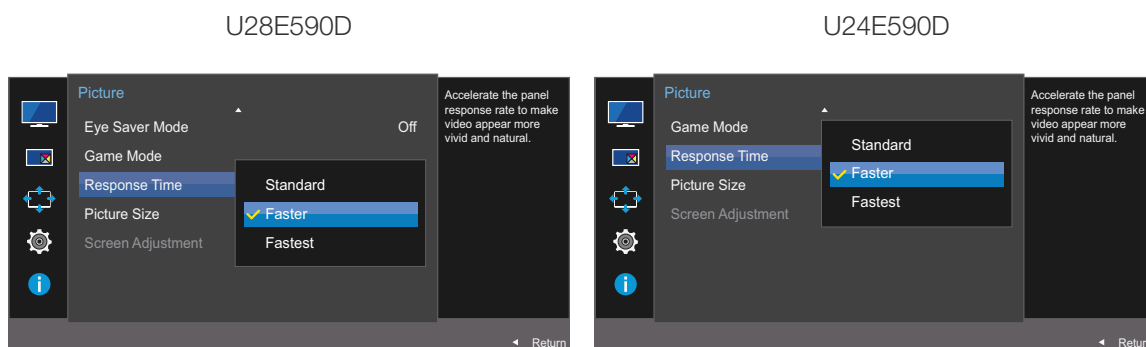 U28E590D
Picture
Eye Saver Mode Off
Game Mode
Response Time
Picture Size
Screen Adjustment
Standard
Faster
Fastest
Accelerate the panel
response rate to make
video appear more
vivid and natural.
Return
U24E590D
Picture
Game Mode
Response Time
Picture Size
Screen Adjustment
Standard
Faster
Fastest
Accelerate the panel
response rate to make
video appear more
vivid and natural.
Retur